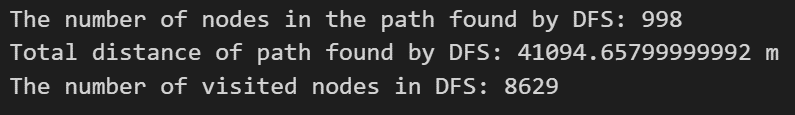 The number of nodes in the path found by DFS: 998
Total distance of path found by DFS: 41094.65799999992 m
The number of visited nodes in DFS: 8629